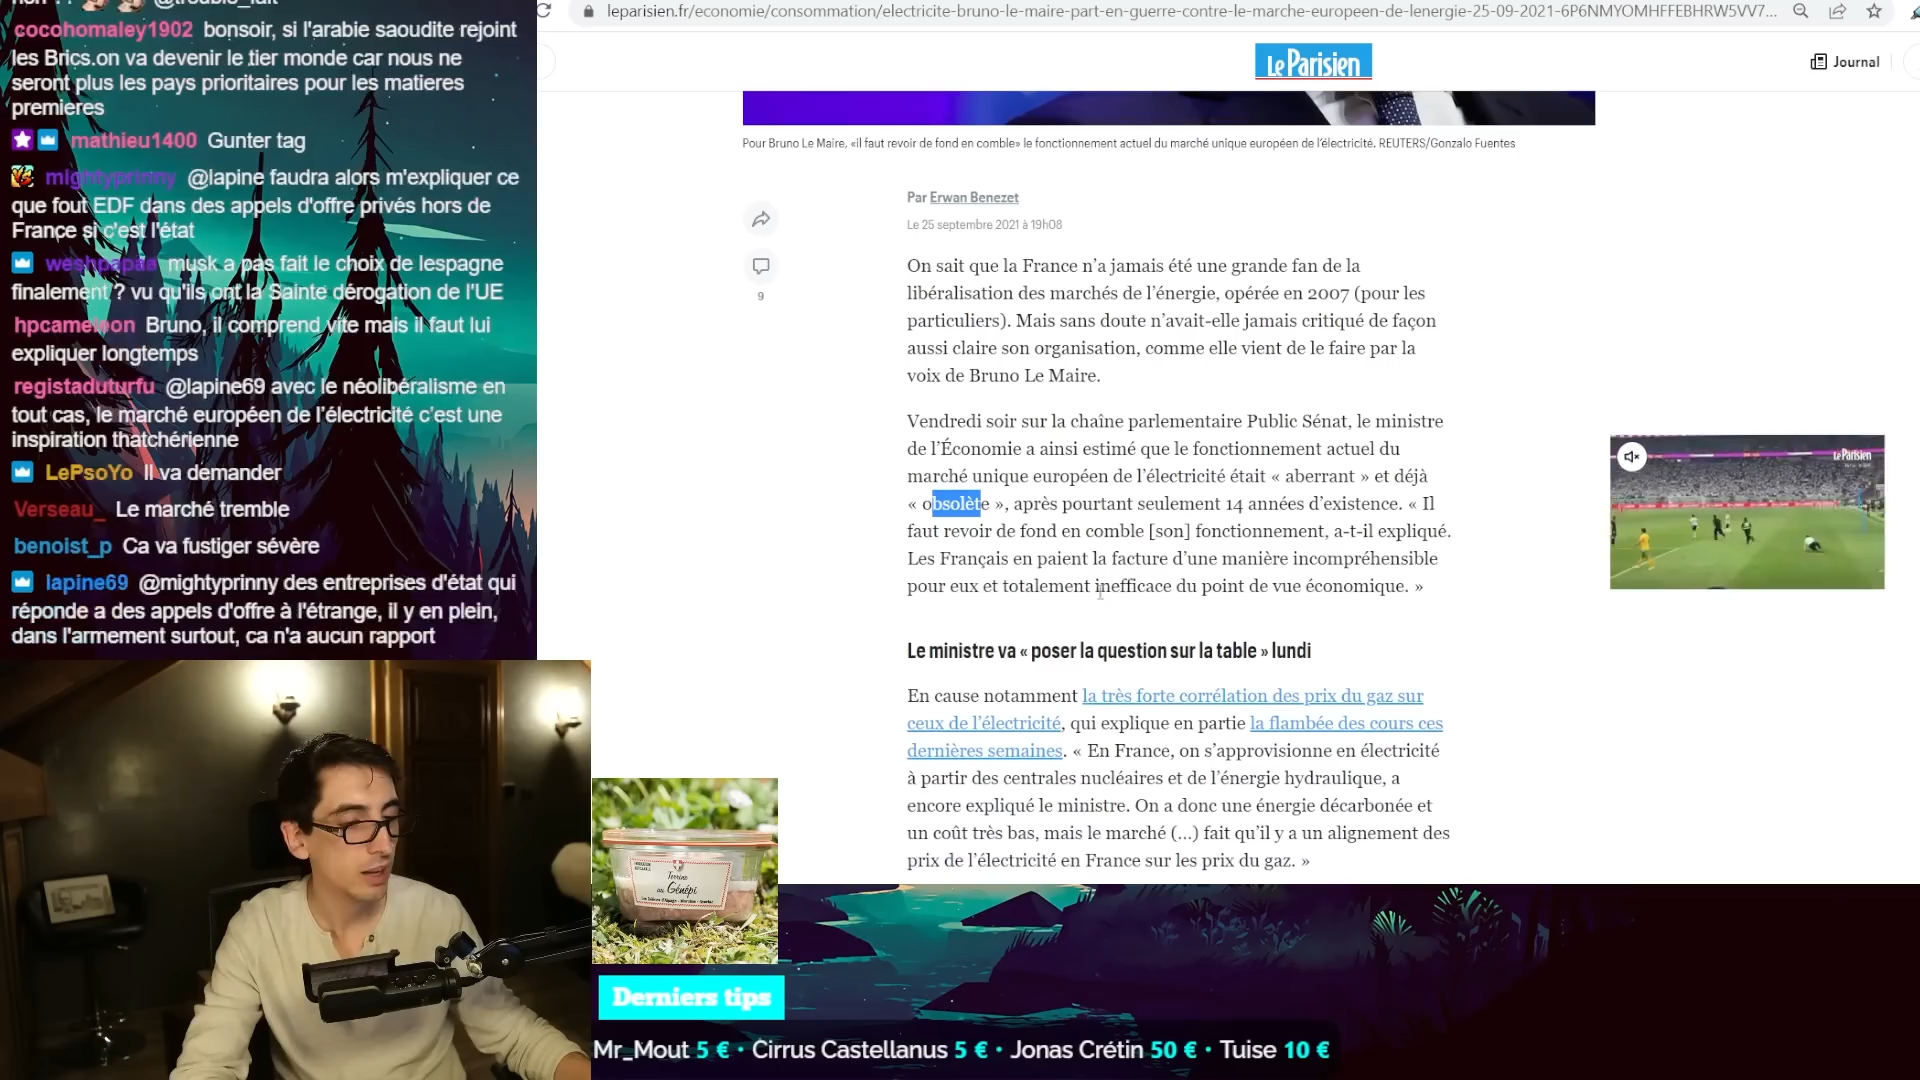 cocohomaley1902 bonsoir, si l'arabie saoudite rejoint
les Brics.on va devenir le tier monde car nous ne
seront plus les pays prioritaires pour les matieres
premieres
mathieu1400 Gunter tag
mightyprinny @lapine faudra alors m'expliquer ce
que fout EDF dans des appels d'offre privés hors de
France si c'est l'état
weshpapaa musk a pas fait le choix de lespagne
finalement ? vu qu'ils ont la Sainte dérogation de l'UE
hpcameleon Bruno, il comprend vite mais il faut lui
expliquer longtemps
registaduturfu @lapine69 avec le néolibéralisme en
tout cas, le marché européen de l'électricité c'est une
inspiration thatchérienne
LePsoYo Il va demander
Verseau_ Le marché tremble
benoist_p Ca va fustiger sévère
lapine69 @mightyprinny des entreprises d'état qui
réponde a des appels d'offre à l'étrange, il y en plein,
dans l'armement surtout, ca n'a aucun rapport
leparisien.fr/economie/consommation/electricite-bruno-le-maire-part-en-guerre-contre-le-marche-europeen-de-lenergie-25-09-2021-6P6NMYOMHFFEBHRW5VV7...
Le Parisien
Journal
Pour Bruno Le Maire, «il faut revoir de fond en comble» le fonctionnement actuel du marché unique européen de l'électricité. REUTERS/Gonzalo Fuentes
Par Erwan Benezet
Le 25 septembre 2021 à 19h08
9
On sait que la France n'a jamais été une grande fan de la
libéralisation des marchés de l'énergie, opérée en 2007 (pour les
particuliers). Mais sans doute n'avait-elle jamais critiqué de façon
aussi claire son organisation, comme elle vient de le faire par la
voix de Bruno Le Maire.
Vendredi soir sur la chaîne parlementaire Public Sénat, le ministre
de l'Économie a ainsi estimé que le fonctionnement actuel du
marché unique européen de l'électricité était « aberrant » et déjà
« obsolète », après pourtant seulement 14 années d'existence. « Il
faut revoir de fond en comble [son] fonctionnement, a-t-il expliqué.
Les Français en paient la facture d'une manière incompréhensible
pour eux et totalement inefficace du point de vue économique. »
Le ministre va « poser la question sur la table » lundi
En cause notamment la très forte corrélation des prix du gaz sur
ceux de l'électricité, qui explique en partie la flambée des cours ces
dernières semaines. « En France, on s'approvisionne en électricité
à partir des centrales nucléaires et de l'énergie hydraulique, a
encore expliqué le ministre. On a donc une énergie décarbonée et
un coût très bas, mais le marché (...) fait qu'il y a un alignement des
prix de l'électricité en France sur les prix du gaz. »
Le Parisien
Terrine
au Génépi
Derniers tips
Mr_Mout 5 € • Cirrus Castellanus 5 € • Jonas Crétin 50 € • Tuise 10 €